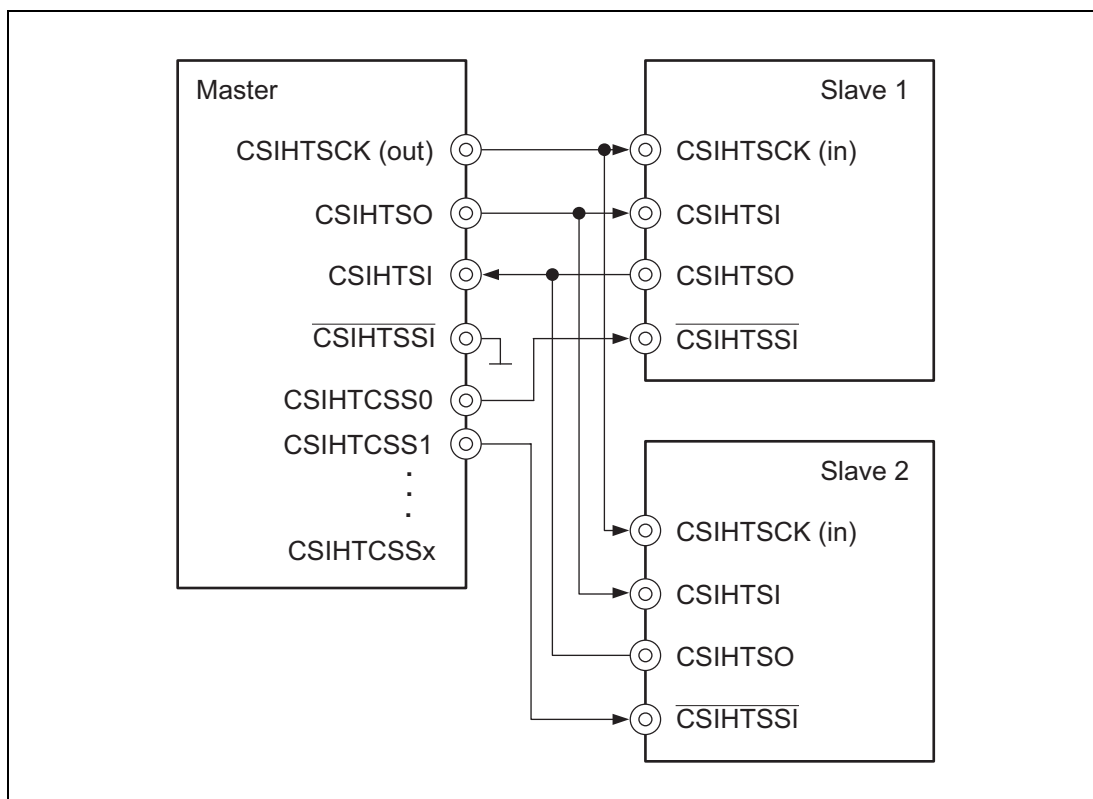 Master
CSIHTSCK (out)
CSIHTSO
CSIHTSI
CSIHTSSI
CSIHTCSS0
CSIHTCSS1
.
.
.
CSIHTCSSx
Slave 1
CSIHTSCK (in)
CSIHTSI
CSIHTSO
CSIHTSSI
Slave 2
CSIHTSCK (in)
CSIHTSI
CSIHTSO
CSIHTSSI